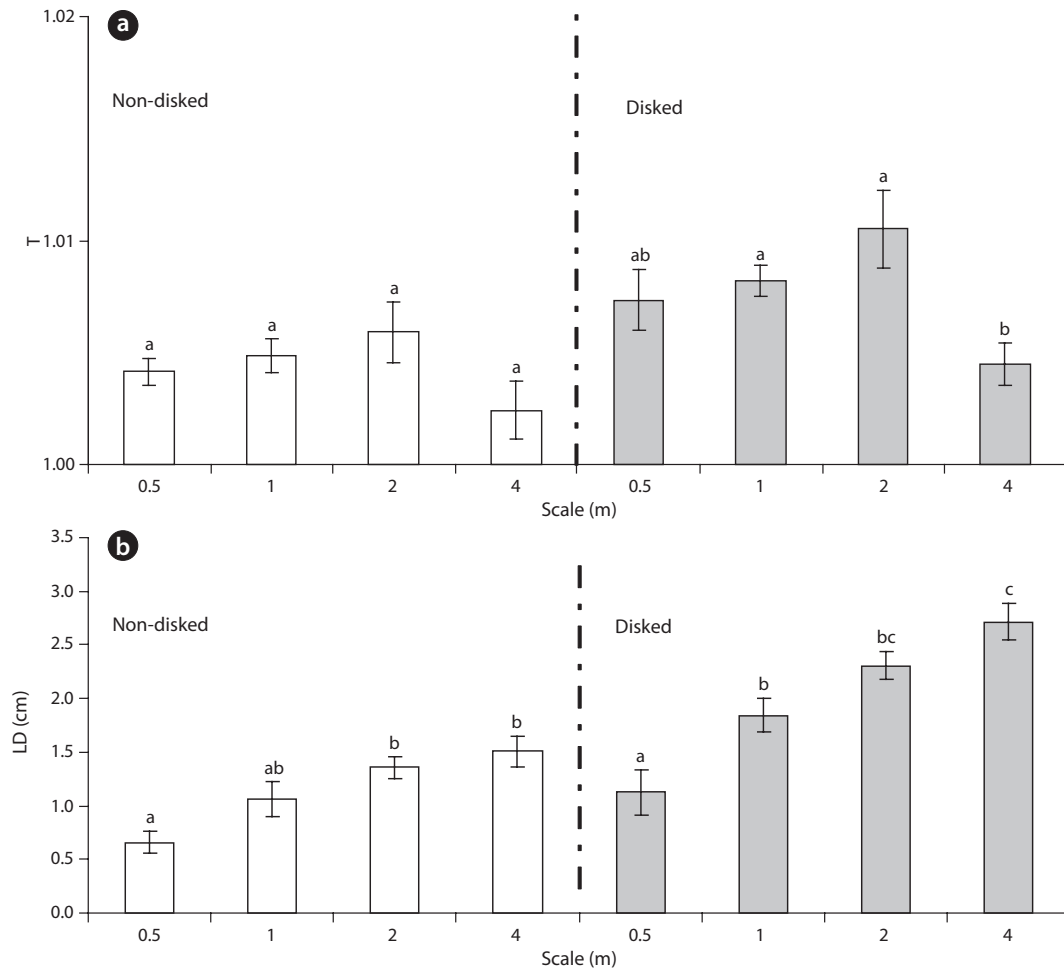 a
1.02
Non-disked
Disked
a
ab
a
a
a
a
a
b
T
1.01
1.00
0.5 1 2 4 0.5 1 2 4
Scale (m)
b
3.5
3.0
2.5
2.0
1.5
1.0
0.5
0.0
LD (cm)
Non-disked
Disked
a
ab
b
b
a
b
bc
c
0.5 1 2 4 0.5 1 2 4
Scale (m)